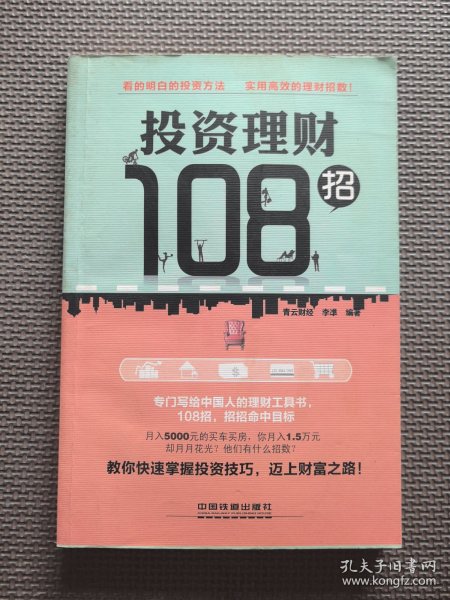 看的明白的投资方法 实用高效的理财招数!
投资理财
108
招
青云财经 李準 编著
专门写给中国人的理财工具书,
108招,招招命中目标
月入5000元的买车买房,你月入1.5万元
却月月花光?他们有什么招数?
教你快速掌握投资技巧,迈上财富之路!
中国铁道出版社
CHINA RAILWAY PUBLISHING HOUSE
孔夫子旧书网
www.kongfz.com